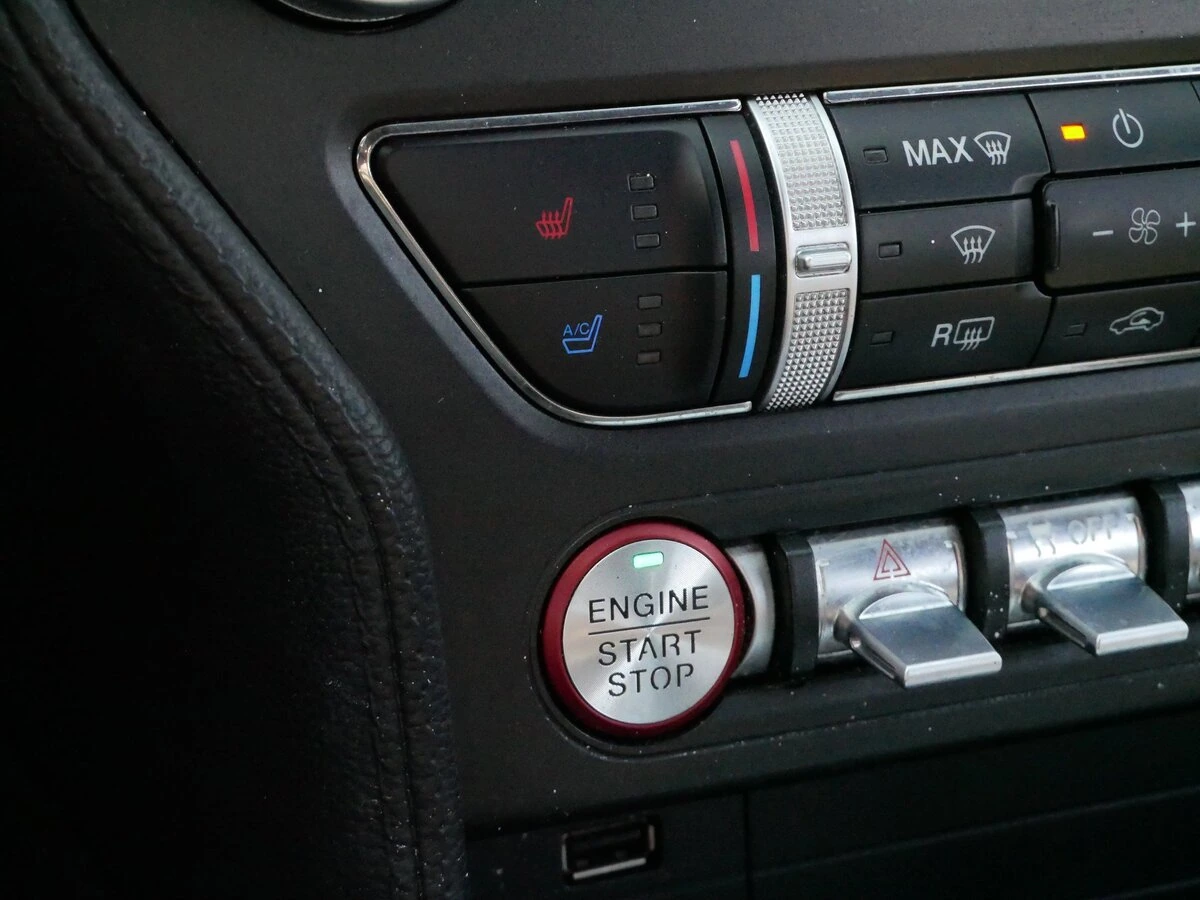 MAX
A/C
R
OFF
ENGINE
START
STOP